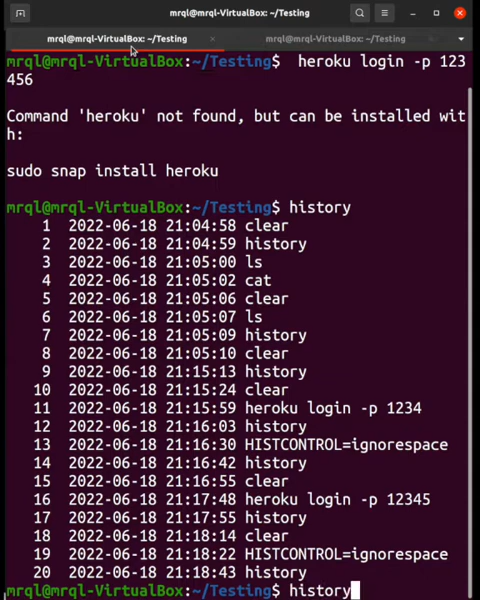 mrql@mrql-VirtualBox: ~/Testing
mrql@mrql-VirtualBox: ~/Testing
mrql@mrql-VirtualBox: ~/Testing
mrql@mrql-VirtualBox:~/Testing$  heroku login -p 123
456
Command 'heroku' not found, but can be installed wit
h:
sudo snap install heroku
mrql@mrql-VirtualBox:~/Testing$ history
1  2022-06-18 21:04:58 clear
2  2022-06-18 21:04:59 history
3  2022-06-18 21:05:00 ls
4  2022-06-18 21:05:02 cat
5  2022-06-18 21:05:06 clear
6  2022-06-18 21:05:07 ls
7  2022-06-18 21:05:09 history
8  2022-06-18 21:05:10 clear
9  2022-06-18 21:15:13 history
10  2022-06-18 21:15:24 clear
11  2022-06-18 21:15:59 heroku login -p 1234
12  2022-06-18 21:16:03 history
13  2022-06-18 21:16:30 HISTCONTROL=ignorespace
14  2022-06-18 21:16:42 history
15  2022-06-18 21:16:55 clear
16  2022-06-18 21:17:48 heroku login -p 12345
17  2022-06-18 21:17:55 history
18  2022-06-18 21:18:14 clear
19  2022-06-18 21:18:22 HISTCONTROL=ignorespace
20  2022-06-18 21:18:43 history
mrql@mrql-VirtualBox:~/Testing$ history